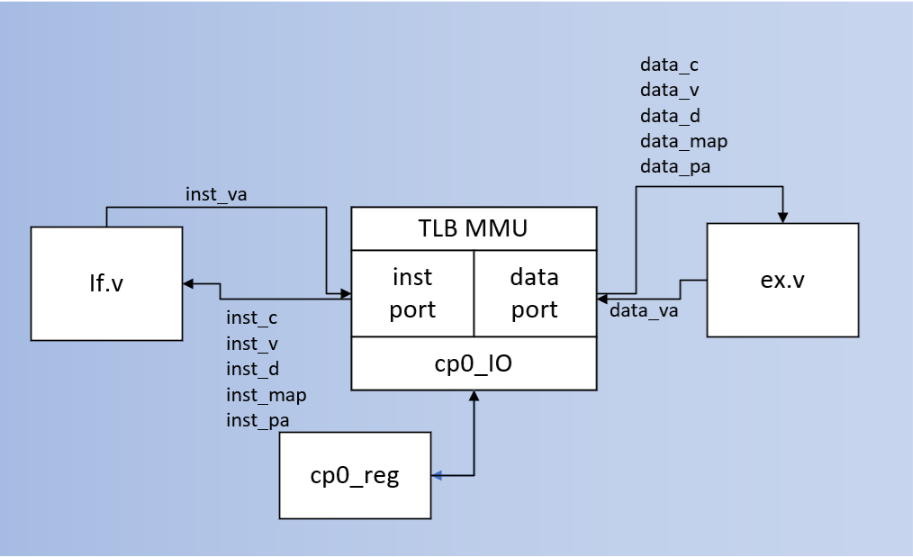 data_c
data_v
data_d
data_map
data_pa
inst_va
TLB MMU
If.v
inst
port
data
port
ex.v
data_va
inst_c
inst_v
inst_d
inst_map
inst_pa
cp0_IO
cp0_reg